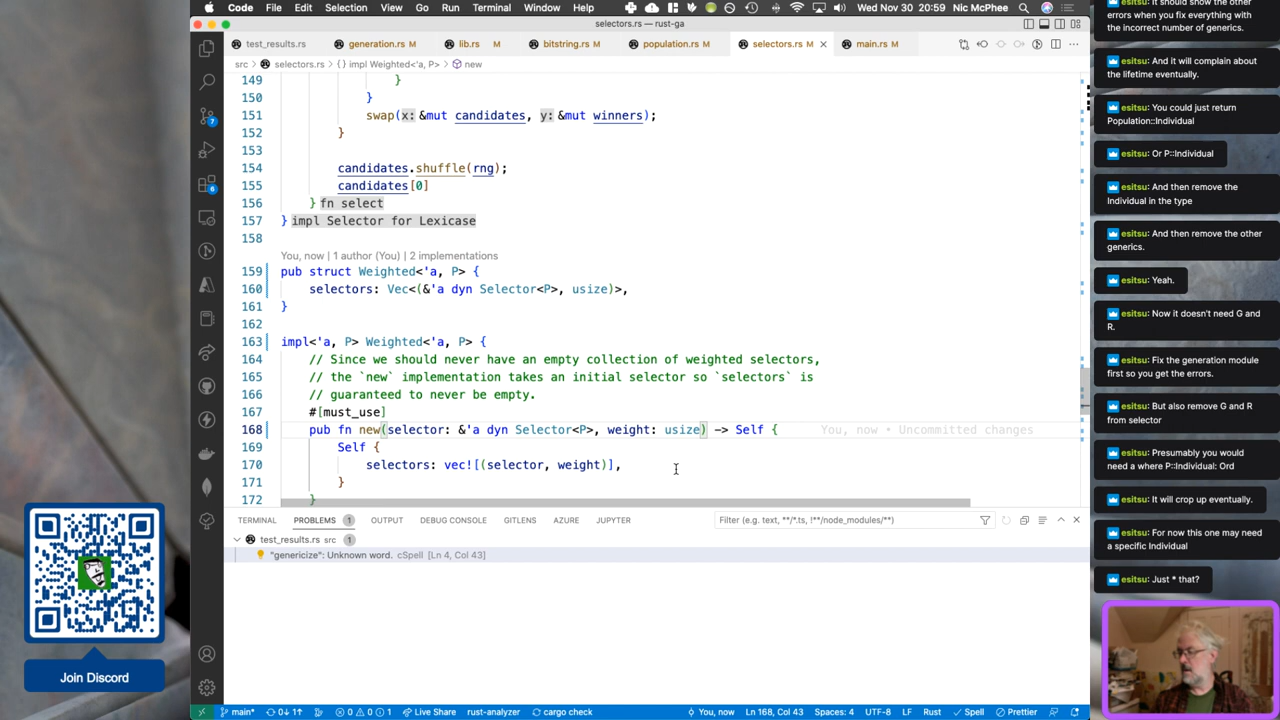 Code File Edit Selection View Go Run Terminal Window Help Wed Nov 30 20:59 Nic McPhee
selectors.rs — rust-ga
test_results.rs generation.rs M lib.rs M bitstring.rs M population.rs M selectors.rs M main.rs M
src > selectors.rs > {} impl Weighted<'a, P> > new
149 }
150 }
151 swap(x: &mut candidates, y: &mut winners);
152 }
153
154 candidates.shuffle(rng);
155 candidates[0]
156 } fn select
157 } impl Selector for Lexicase
158
You, now | 1 author (You) | 2 implementations
159 pub struct Weighted<'a, P> {
160 selectors: Vec<(&'a dyn Selector<P>, usize)>,
161 }
162
163 impl<'a, P> Weighted<'a, P> {
164 // Since we should never have an empty collection of weighted selectors,
165 // the `new` implementation takes an initial selector so `selectors` is
166 // guaranteed to never be empty.
167 #[must_use]
168 pub fn new(selector: &'a dyn Selector<P>, weight: usize) -> Self { You, now • Uncommitted changes
169 Self {
170 selectors: vec![(selector, weight)],
171 }
172 }
TERMINAL PROBLEMS 1 OUTPUT DEBUG CONSOLE GITLENS AZURE JUPYTER Filter (e.g. text, **/*.ts, !**/node_modules/**)
test_results.rs src 1
"genericize": Unknown word. cSpell [Ln 4, Col 43]
7
6
main* 0↓ 1↑ 0 0 1 Live Share rust-analyzer cargo check You, now Ln 168, Col 43 Spaces: 4 UTF-8 LF Rust Spell Prettier
Join Discord
esitsu: It should show the other
errors when you fix everything with
the incorrect number of generics.
esitsu: And it will complain about
the lifetime eventually.
esitsu: You could just return
Population::Individual
esitsu: Or P::Individual
esitsu: And then remove the
Individual in the type
esitsu: And then remove the other
generics.
esitsu: Yeah.
esitsu: Now it doesn't need G and
R.
esitsu: Fix the generation module
first so you get the errors.
esitsu: But also remove G and R
from selector
esitsu: Presumably you would
need a where P::Individual: Ord
esitsu: It will crop up eventually.
esitsu: For now this one may need
a specific Individual
esitsu: Just * that?